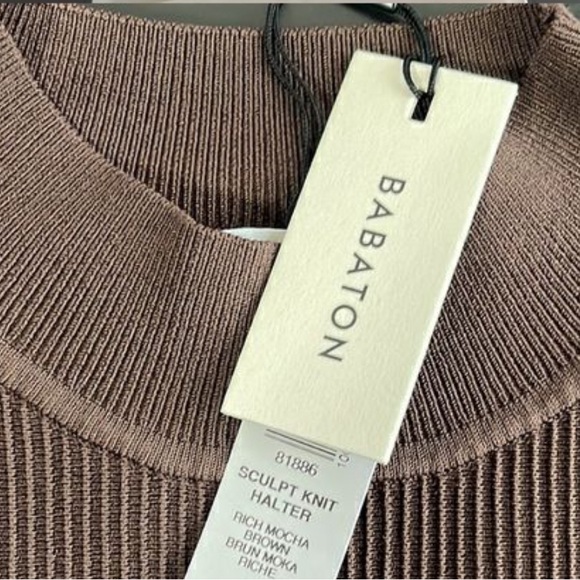 BABATON
81886
SCULPT KNIT
HALTER
RICH MOCHA
BROWN
BRUN MOKA
RICHE